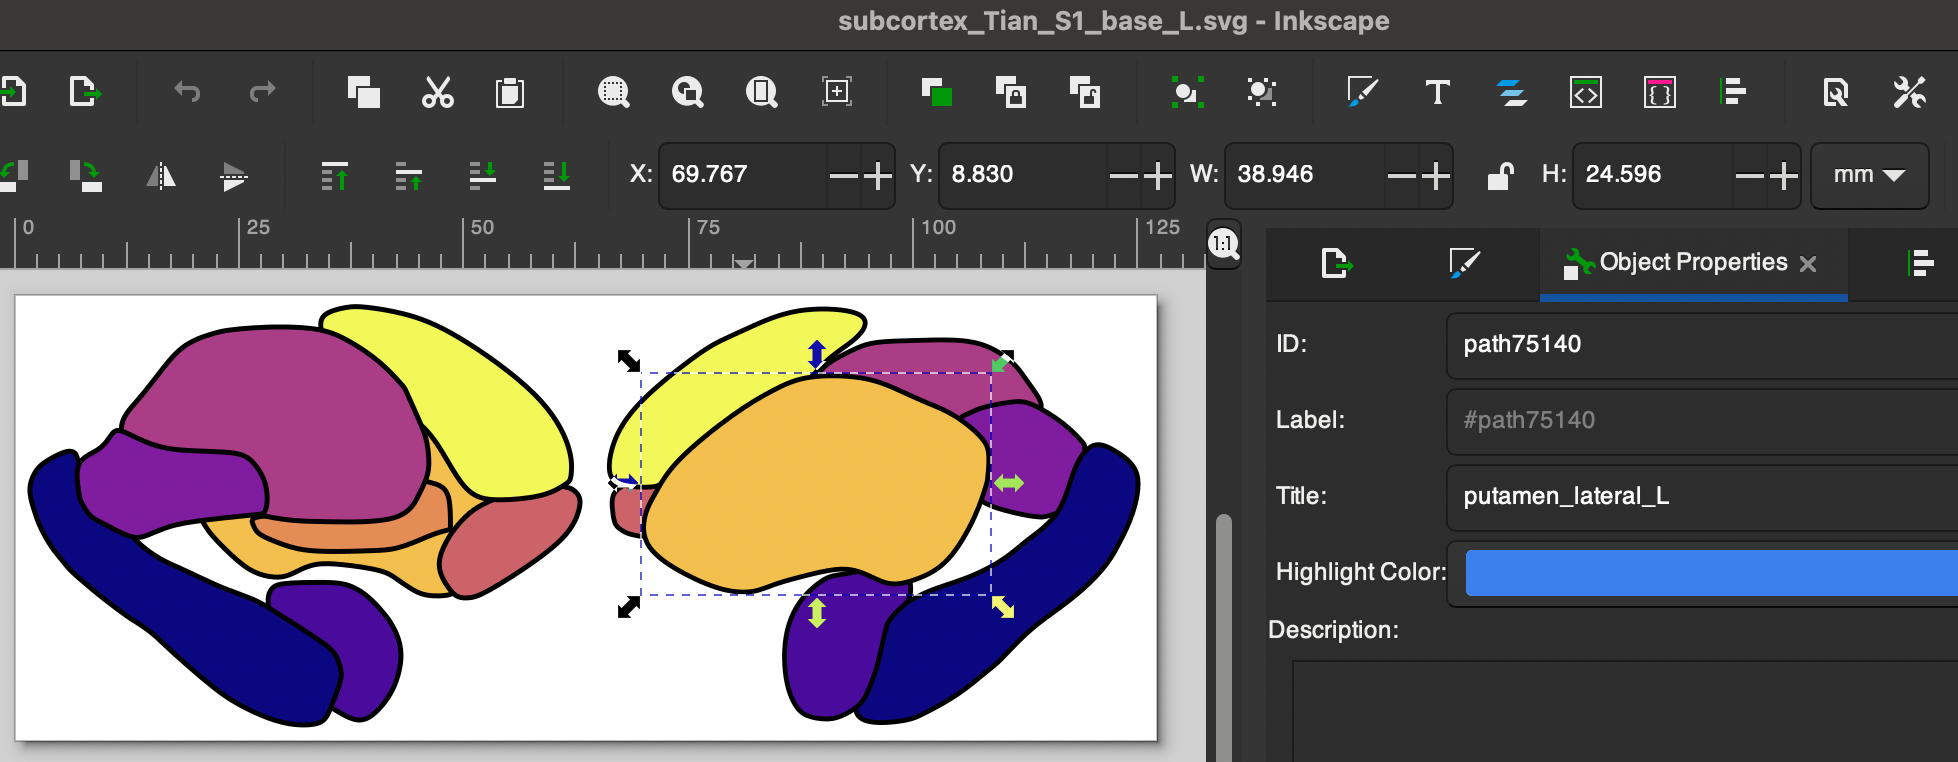 subcortex_Tian_S1_base_L.svg - Inkscape
X: 69.767 Y: 8.830 W: 38.946 H: 24.596 mm
0 25 50 75 100 125
1:1
Object Properties
ID: path75140
Label: #path75140
Title: putamen_lateral_L
Highlight Color:
Description: